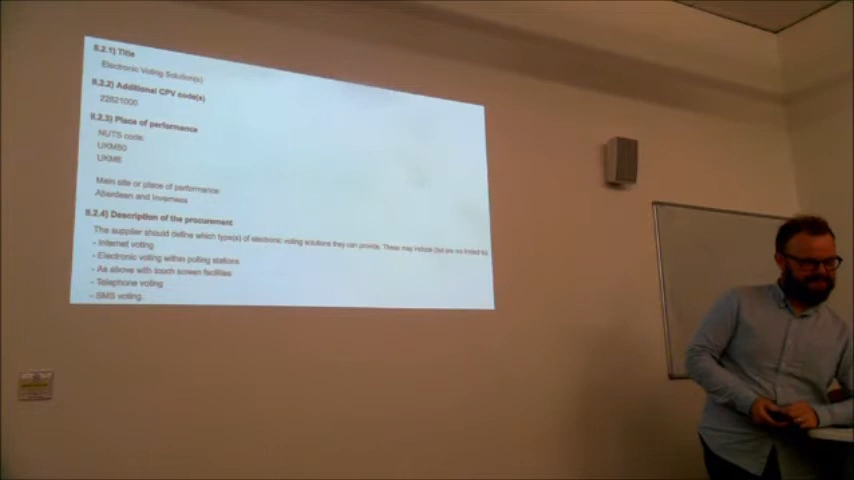 II.2.1) Title
Electronic Voting Solution(s)
II.2.2) Additional CPV code(s)
22821000
II.2.3) Place of performance
NUTS code:
UKM50
UKM6
Main site or place of performance
Aberdeen and Inverness
II.2.4) Description of the procurement
The supplier should define which type(s) of electronic voting solutions they can provide. These may include (but are not limited to):
- Internet voting
- Electronic voting within polling stations
- As above with touch screen facilities
- Telephone voting
- SMS voting.